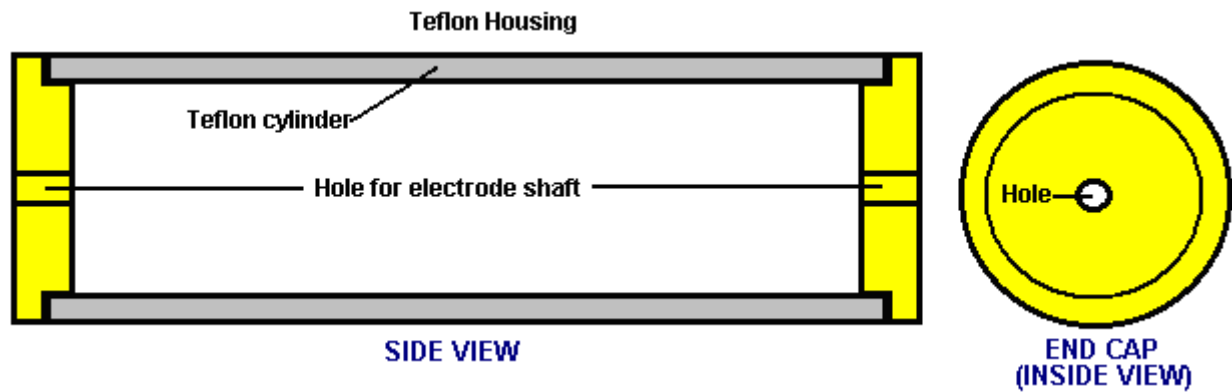 Teflon Housing
Teflon cylinder
Hole for electrode shaft
Hole
SIDE VIEW
END CAP
(INSIDE VIEW)